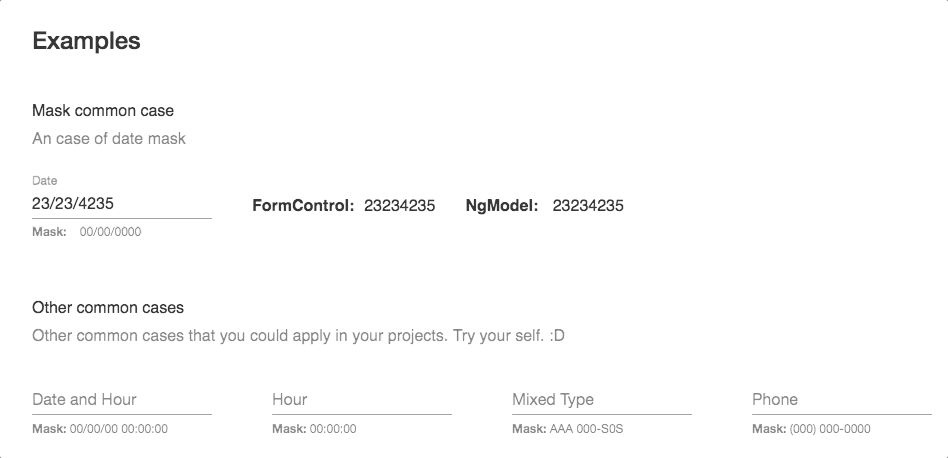 Examples
Mask common case
An case of date mask
Date
23/23/4235
FormControl: 23234235 NgModel: 23234235
Mask: 00/00/0000
Other common cases
Other common cases that you could apply in your projects. Try your self. :D
Date and Hour Hour Mixed Type Phone
Mask: 00/00/00 00:00:00 Mask: 00:00:00 Mask: AAA 000-S0S Mask: (000) 000-0000